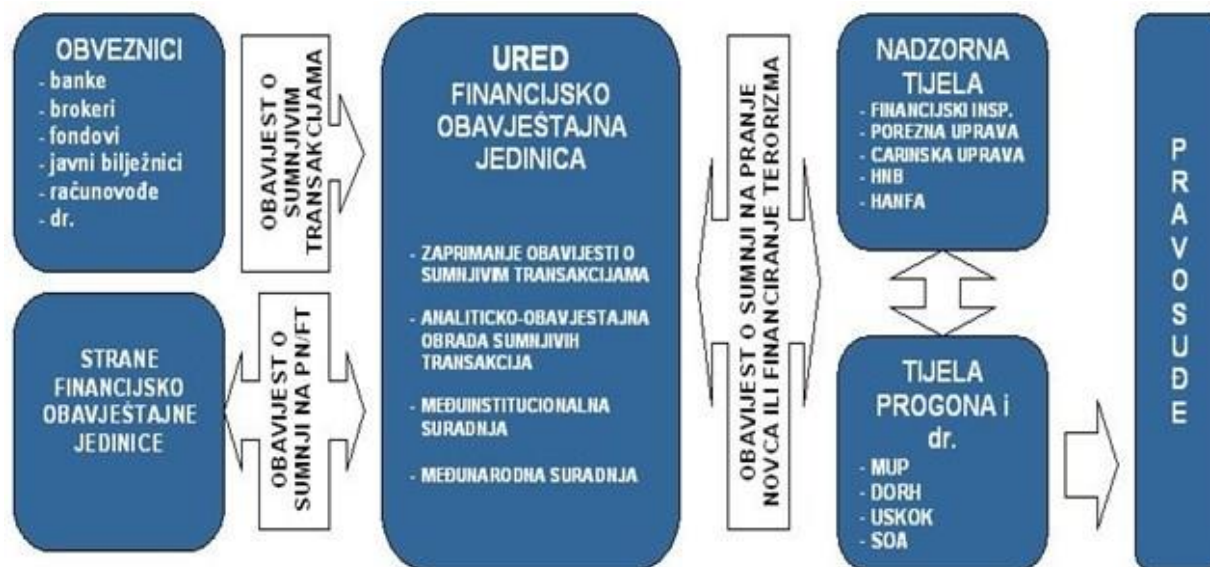 OBVEZNICI
- banke
- brokeri
- fondovi
- javni bilježnici
- računovođe
- dr.
OBAVIJEST O
SUMNJIVIM
TRANSAKCIJAMA
STRANE
FINANCIJSKO
OBAVJEŠTAJNE
JEDINICE
OBAVIJEST O
SUMNJI NA PN/FT
URED
FINANCIJSKO
OBAVJEŠTAJNA
JEDINICA
- ZAPRIMANJE OBAVIJESTI O
SUMNJIVIM TRANSAKCIJAMA
- ANALITICKO-OBAVJESTAJNA
OBRADA SUMNJIVIH
TRANSAKCIJA
- MEĐUINSTITUCIONALNA
SURADNJA
- MEĐUNARODNA SURADNJA
OBAVIJEST O SUMNJI NA PRANJE
NOVCA ILI FINANCIRANJE TERORIZMA
NADZORNA
TIJELA
- FINANCIJSKI INSP.
- POREZNA UPRAVA
- CARINSKA UPRAVA
- HNB
- HANFA
TIJELA
PROGONA i
dr.
- MUP
- DORH
- USKOK
- SOA
PRAVOSUĐE